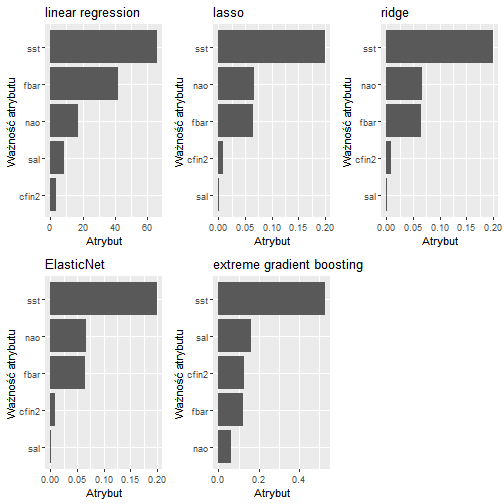 linear regression
Ważność atrybutu
sst
fbar
nao
sal
cfin2
0 20 40 60
Atrybut
lasso
Ważność atrybutu
sst
nao
fbar
cfin2
sal
0.00 0.05 0.10 0.15 0.20
Atrybut
ridge
Ważność atrybutu
sst
nao
fbar
cfin2
sal
0.00 0.05 0.10 0.15 0.20
Atrybut
ElasticNet
Ważność atrybutu
sst
nao
fbar
cfin2
sal
0.00 0.05 0.10 0.15 0.20
Atrybut
extreme gradient boosting
Ważność atrybutu
sst
sal
cfin2
fbar
nao
0.0 0.2 0.4
Atrybut